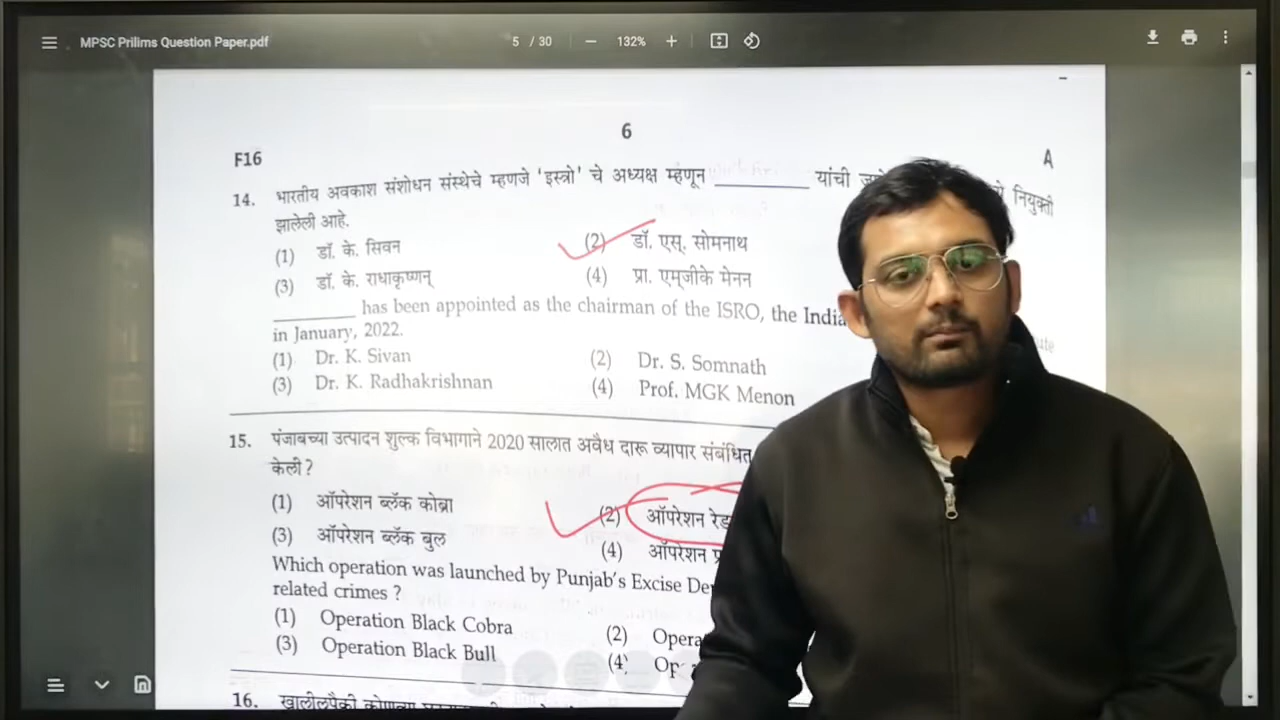 MPSC Prilims Question Paper.pdf
5 / 30
132%
6
F16
A
14. भारतीय अवकाश संशोधन संस्थेचे म्हणजे 'इस्त्रो' चे अध्यक्ष म्हणून ________ यांची नियुक्ती
झालेली आहे.
(1) डॉ. के. सिवन (2) डॉ. एस्. सोमनाथ
(3) डॉ. के. राधाकृष्णन् (4) प्रा. एम्‌जीके मेनन
________ has been appointed as the chairman of the ISRO, the
in January, 2022.
(1) Dr. K. Sivan (2) Dr. S. Somnath
(3) Dr. K. Radhakrishnan (4) Prof. MGK Menon
15. पंजाबच्या उत्पादन शुल्क विभागाने 2020 सालात अवैध दारू व्यापार संबंधित
केली?
(1) ऑपरेशन ब्लॅक कोब्रा (2) ऑपरेशन
(3) ऑपरेशन ब्लॅक बुल (4) ऑपरेशन
Which operation was launched by Punjab's Excise
related crimes ?
(1) Operation Black Cobra (2)
(3) Operation Black Bull (4)
16. खालीलपैकी कोणत्या